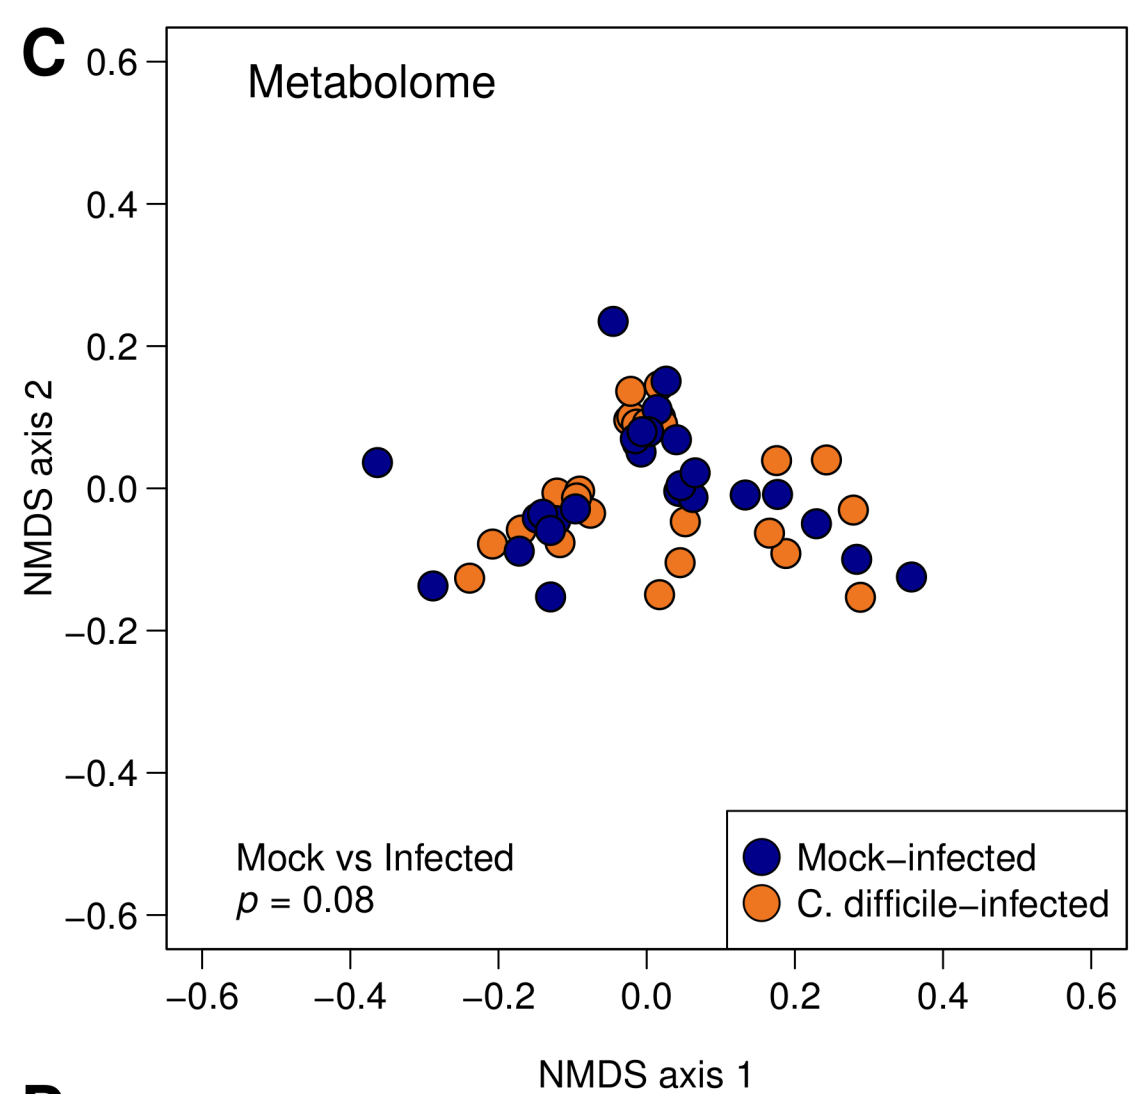 C
Metabolome
0.6
0.4
0.2
0.0
−0.2
−0.4
−0.6
NMDS axis 2
Mock vs Infected
p = 0.08
Mock−infected
C. difficile−infected
−0.6 −0.4 −0.2 0.0 0.2 0.4 0.6
NMDS axis 1